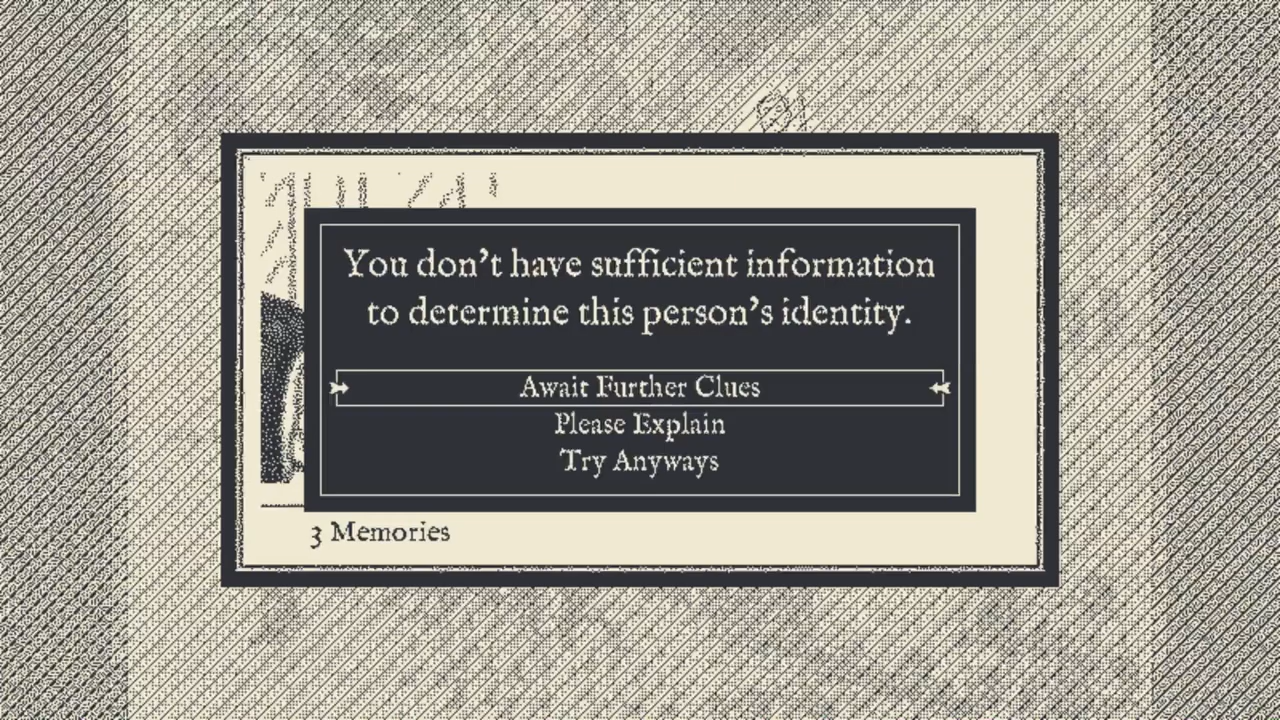 You don't have sufficient information
to determine this person's identity.
Await Further Clues
Please Explain
Try Anyways
3 Memories